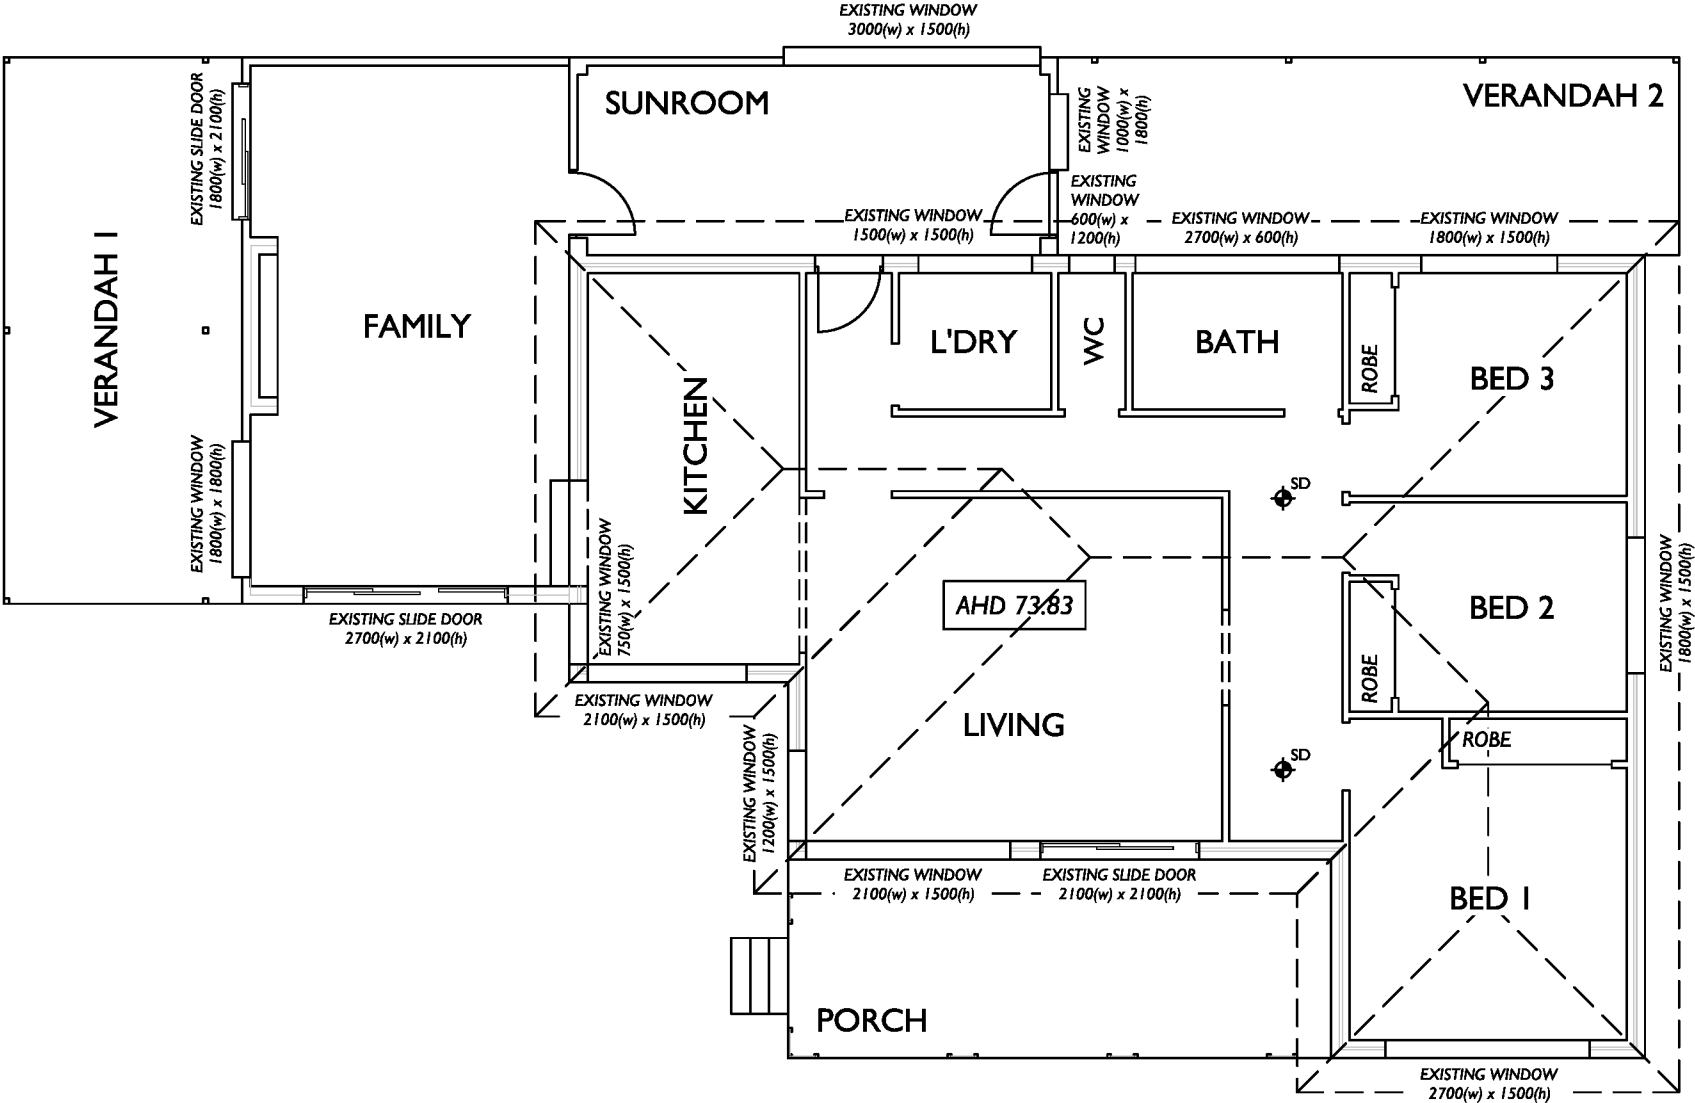 EXISTING WINDOW
3000(w) x 1500(h)
SUNROOM
VERANDAH 2
EXISTING SLIDE DOOR
1800(w) x 2100(h)
EXISTING
WINDOW
1000(w) x
1800(h)
EXISTING
WINDOW
600(w) x
1200(h)
EXISTING WINDOW
1500(w) x 1500(h)
EXISTING WINDOW
2700(w) x 600(h)
EXISTING WINDOW
1800(w) x 1500(h)
VERANDAH 1
FAMILY
KITCHEN
L'DRY
WC
BATH
ROBE
BED 3
EXISTING WINDOW
1800(w) x 1800(h)
SD
EXISTING WINDOW
750(w) x 1500(h)
AHD 73.83
BED 2
EXISTING WINDOW
1800(w) x 1500(h)
EXISTING SLIDE DOOR
2700(w) x 2100(h)
ROBE
EXISTING WINDOW
2100(w) x 1500(h)
LIVING
ROBE
SD
EXISTING WINDOW
1200(w) x 1500(h)
EXISTING WINDOW
2100(w) x 1500(h)
EXISTING SLIDE DOOR
2100(w) x 2100(h)
BED 1
PORCH
EXISTING WINDOW
2700(w) x 1500(h)